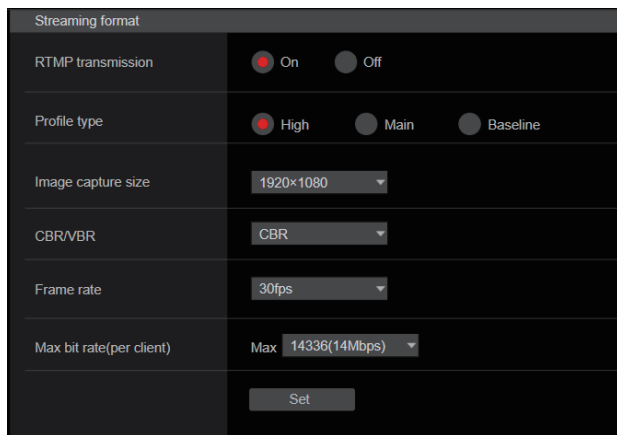 Streaming format
RTMP transmission On Off
Profile type High Main Baseline
Image capture size 1920×1080
CBR/VBR CBR
Frame rate 30fps
Max bit rate(per client) Max 14336(14Mbps)
Set